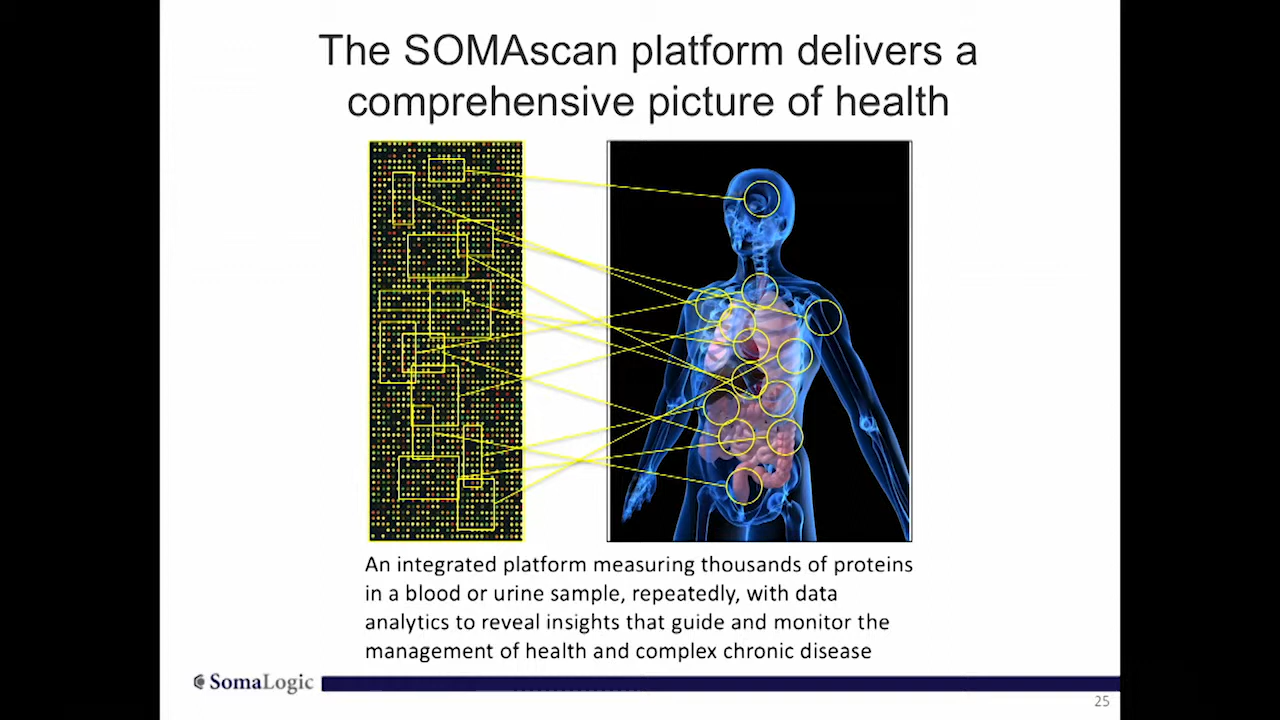 The SOMAscan platform delivers a
comprehensive picture of health
An integrated platform measuring thousands of proteins
in a blood or urine sample, repeatedly, with data
analytics to reveal insights that guide and monitor the
management of health and complex chronic disease
SomaLogic
25